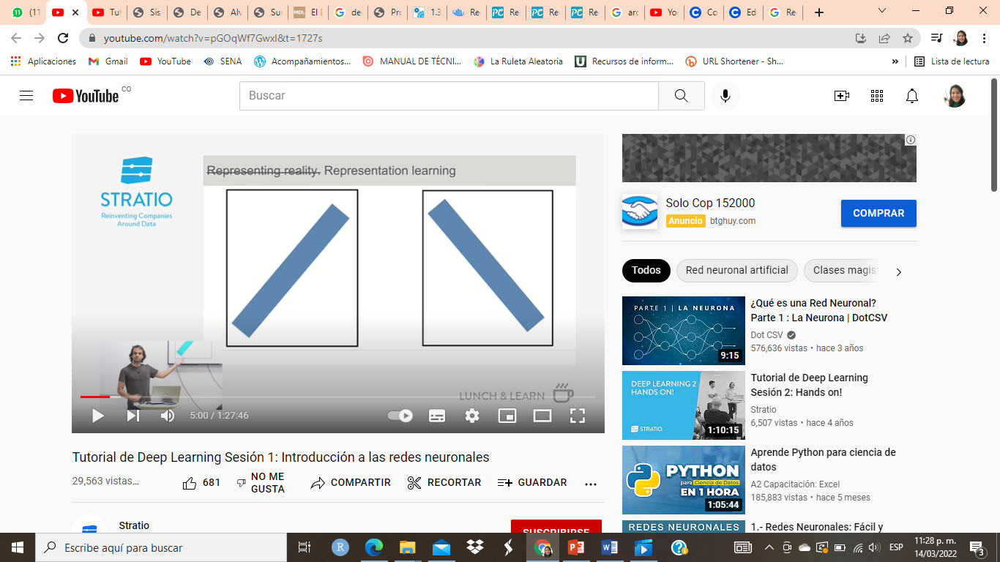 (11
Tut
Sis
De
Alv
Sur
MDL
El D
de
Pro
1.3
Re
Re
Re
Re
arc
You
Co
Ed
Re
youtube.com/watch?v=pGOqWf7GwxI&t=1727s
Aplicaciones
Gmail
YouTube
SENA
Acompañamientos...
MANUAL DE TÉCNI...
La Ruleta Aleatoria
Recursos de inform...
URL Shortener - Sh...
»
Lista de lectura
YouTube CO
Buscar
STRATIO
Reinventing Companies
Around Data
Representing reality. Representation learning
LUNCH & LEARN
5:00 / 1:27:46
Tutorial de Deep Learning Sesión 1: Introducción a las redes neuronales
29,563 vistas...
681
NO ME
GUSTA
COMPARTIR
RECORTAR
GUARDAR
Stratio
SUSCRIBIRSE
Solo Cop 152000
Anuncio btghuy.com
COMPRAR
Todos
Red neuronal artificial
Clases magis
PARTE 1 | LA NEURONA
9:15
¿Qué es una Red Neuronal?
Parte 1 : La Neurona | DotCSV
Dot CSV
576,636 vistas • hace 3 años
DEEP LEARNING 2
HANDS ON!
STRATIO
1:10:15
Tutorial de Deep Learning
Sesión 2: Hands on!
Stratio
6,507 vistas • hace 4 años
PYTHON
para Ciencia de Datos
EN 1 HORA
1:05:44
Aprende Python para ciencia de
datos
A2 Capacitación: Excel
185,883 vistas • hace 5 meses
REDES NEURONALES
1.- Redes Neuronales: Fácil y
Escribe aquí para buscar
ESP
11:28 p. m.
14/03/2022
3